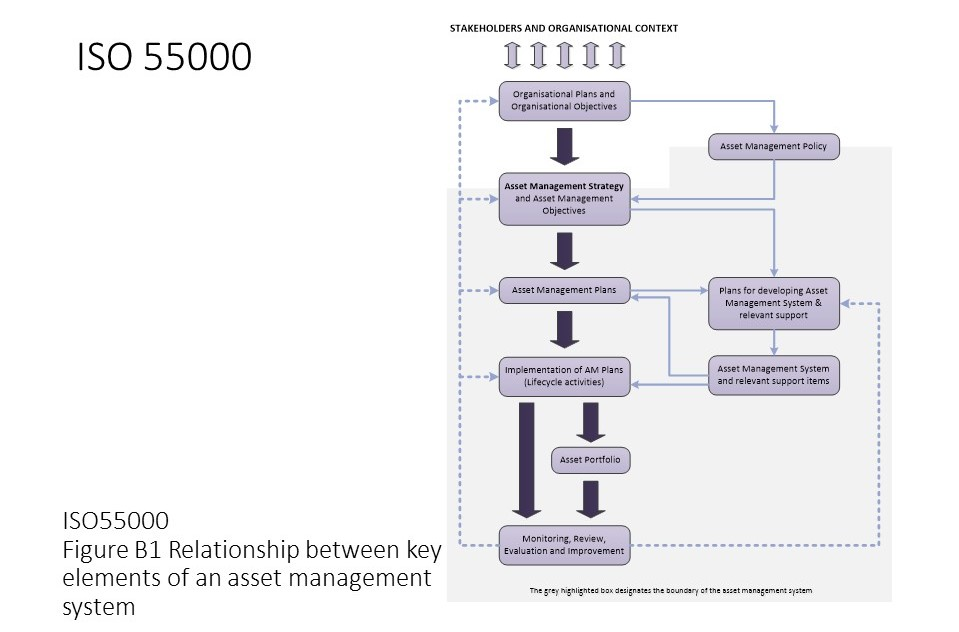 ISO 55000
STAKEHOLDERS AND ORGANISATIONAL CONTEXT
Organisational Plans and
Organisational Objectives
Asset Management Policy
Asset Management Strategy
and Asset Management
Objectives
Asset Management Plans
Plans for developing Asset
Management System &
relevant support
Implementation of AM Plans
(Lifecycle activities)
Asset Management System
and relevant support items
Asset Portfolio
Monitoring, Review,
Evaluation and Improvement
The grey highlighted box designates the boundary of the asset management system
ISO55000
Figure B1 Relationship between key
elements of an asset management
system